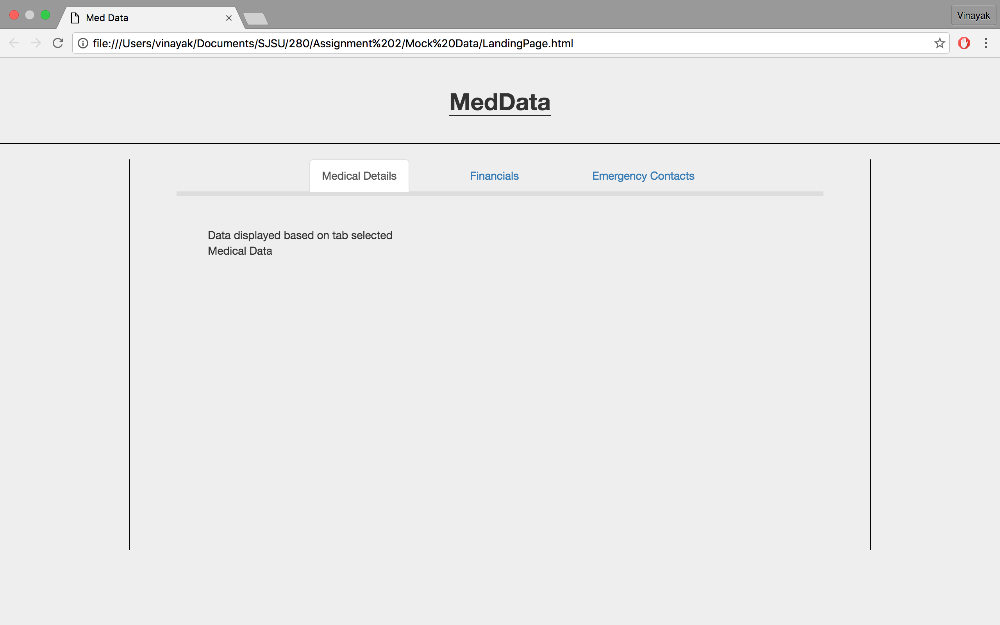 Med Data
Vinayak
file:///Users/vinayak/Documents/SJSU/280/Assignment%202/Mock%20Data/LandingPage.html
MedData
Medical Details Financials Emergency Contacts
Data displayed based on tab selected
Medical Data